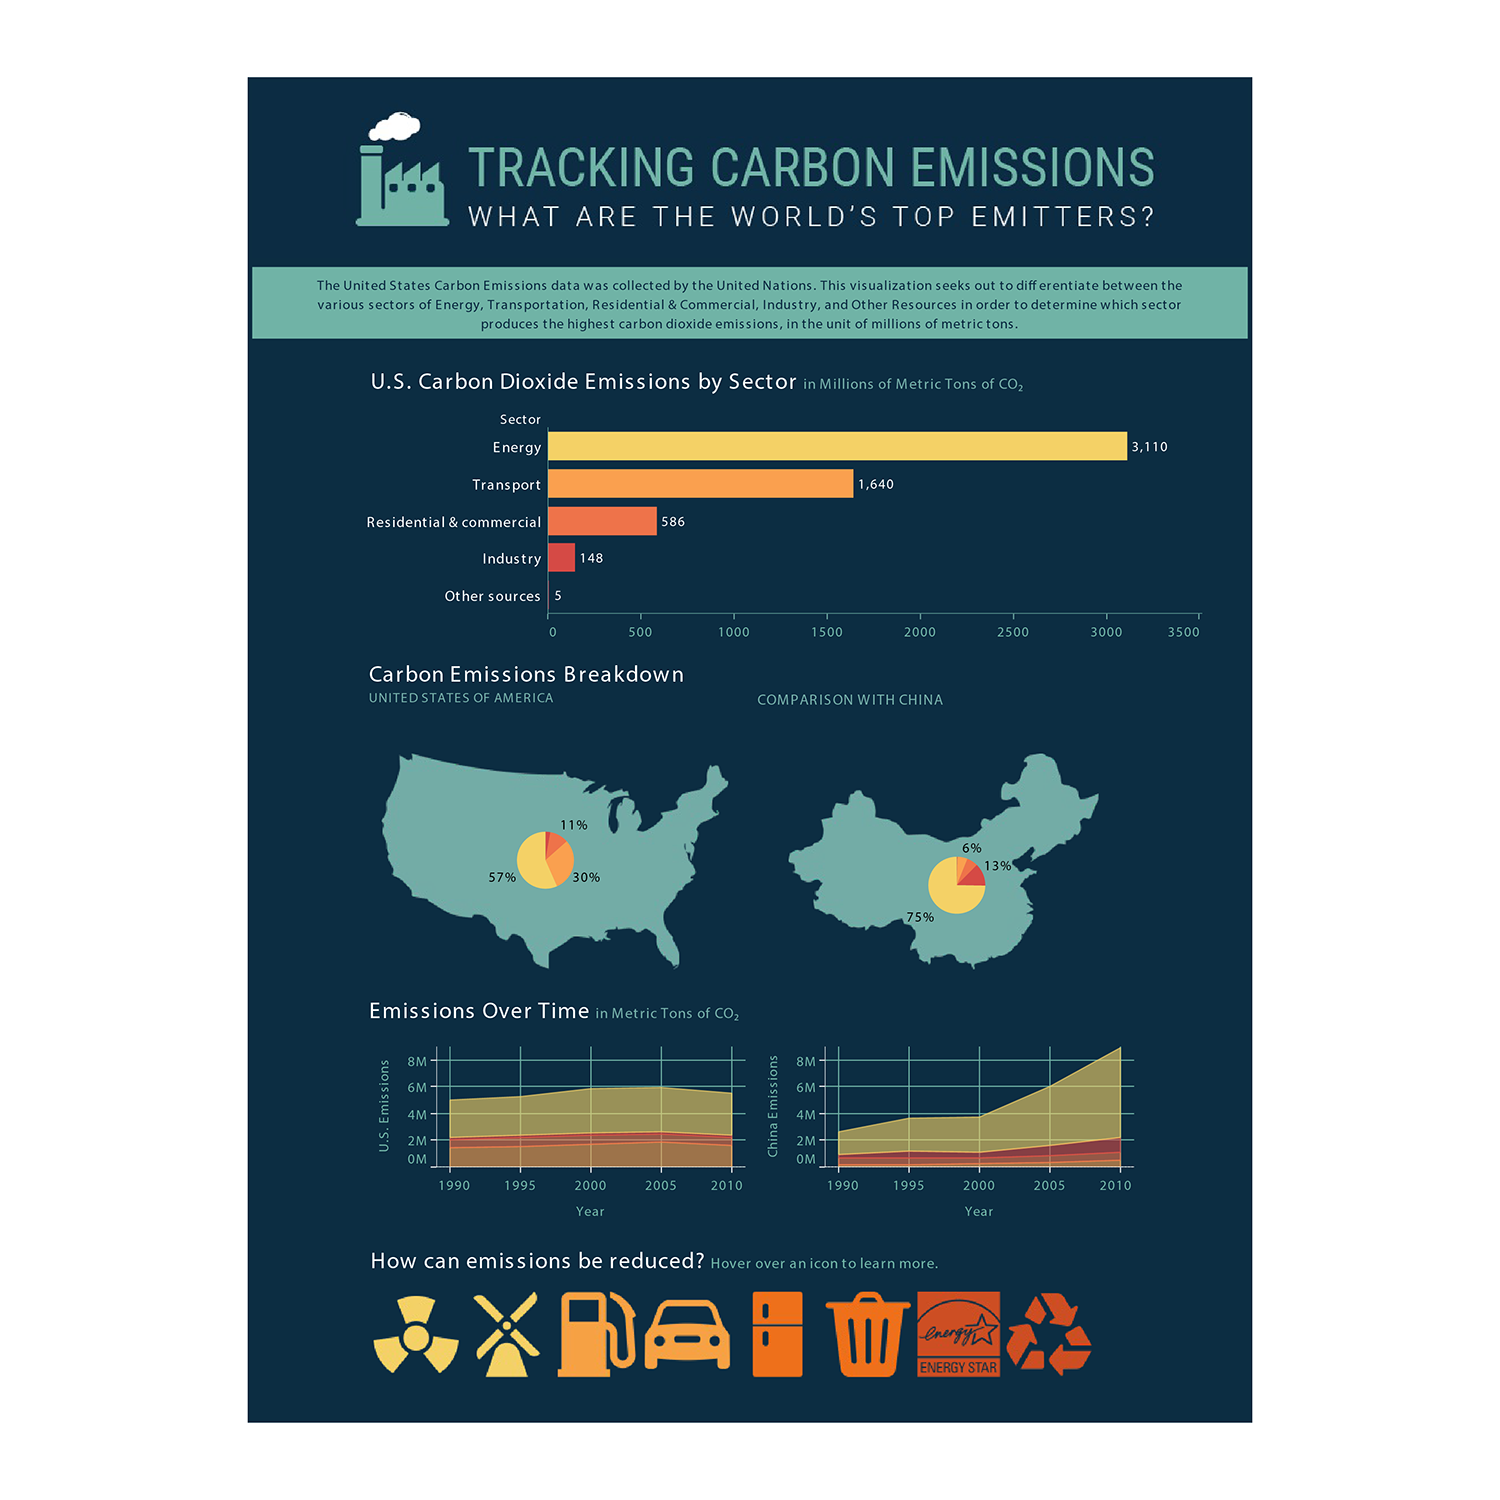 TRACKING CARBON EMISSIONS
WHAT ARE THE WORLD'S TOP EMITTERS?
The United States Carbon Emissions data was collected by the United Nations. This visualization seeks out to differentiate between the
various sectors of Energy, Transportation, Residential & Commercial, Industry, and Other Resources in order to determine which sector
produces the highest carbon dioxide emissions, in the unit of millions of metric tons.
U.S. Carbon Dioxide Emissions by Sector in Millions of Metric Tons of CO₂
Sector
Energy 3,110
Transport 1,640
Residential & commercial 586
Industry 148
Other sources 5
0 500 1000 1500 2000 2500 3000 3500
Carbon Emissions Breakdown
UNITED STATES OF AMERICA
COMPARISON WITH CHINA
11%
57%
30%
6%
13%
75%
Emissions Over Time in Metric Tons of CO₂
U.S. Emissions
8M
6M
4M
2M
0M
1990 1995 2000 2005 2010
Year
China Emissions
8M
6M
4M
2M
0M
1990 1995 2000 2005 2010
Year
How can emissions be reduced? Hover over an icon to learn more.
energy
ENERGY STAR